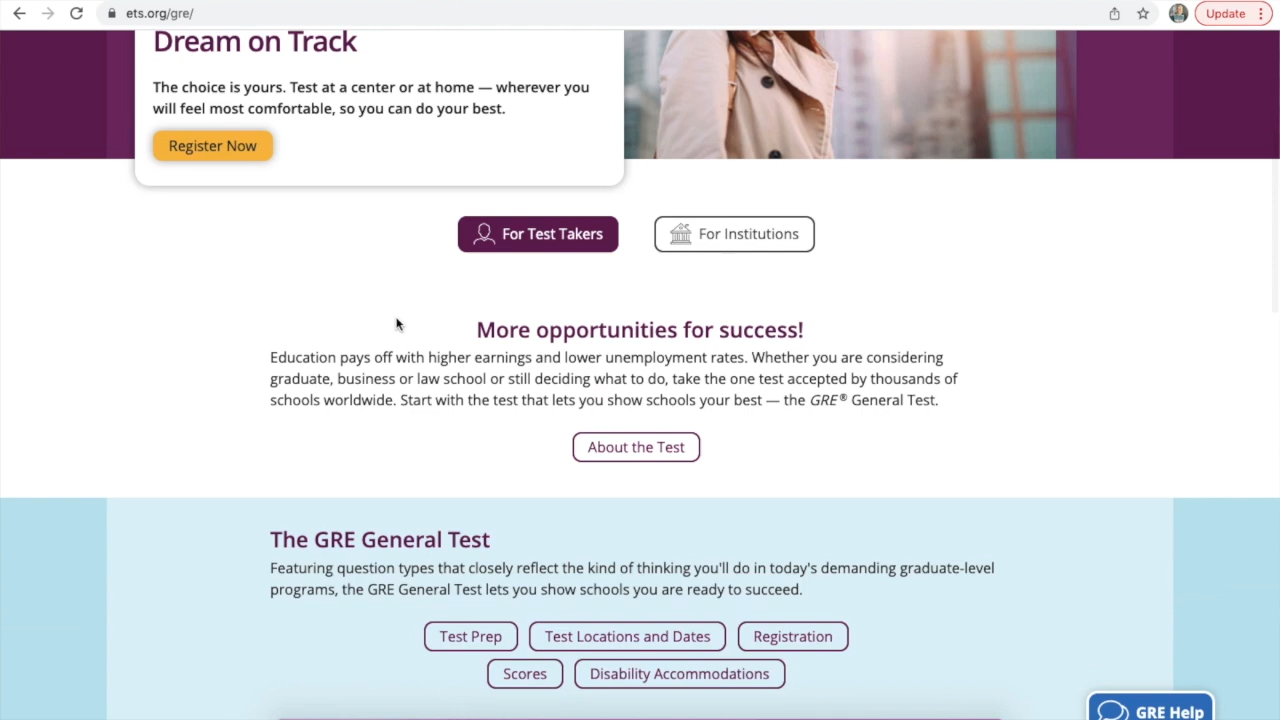 ets.org/gre/
Update
Dream on Track
The choice is yours. Test at a center or at home — wherever you
will feel most comfortable, so you can do your best.
Register Now
For Test Takers
For Institutions
More opportunities for success!
Education pays off with higher earnings and lower unemployment rates. Whether you are considering
graduate, business or law school or still deciding what to do, take the one test accepted by thousands of
schools worldwide. Start with the test that lets you show schools your best — the GRE® General Test.
About the Test
The GRE General Test
Featuring question types that closely reflect the kind of thinking you'll do in today's demanding graduate-level
programs, the GRE General Test lets you show schools you are ready to succeed.
Test Prep
Test Locations and Dates
Registration
Scores
Disability Accommodations
GRE Help